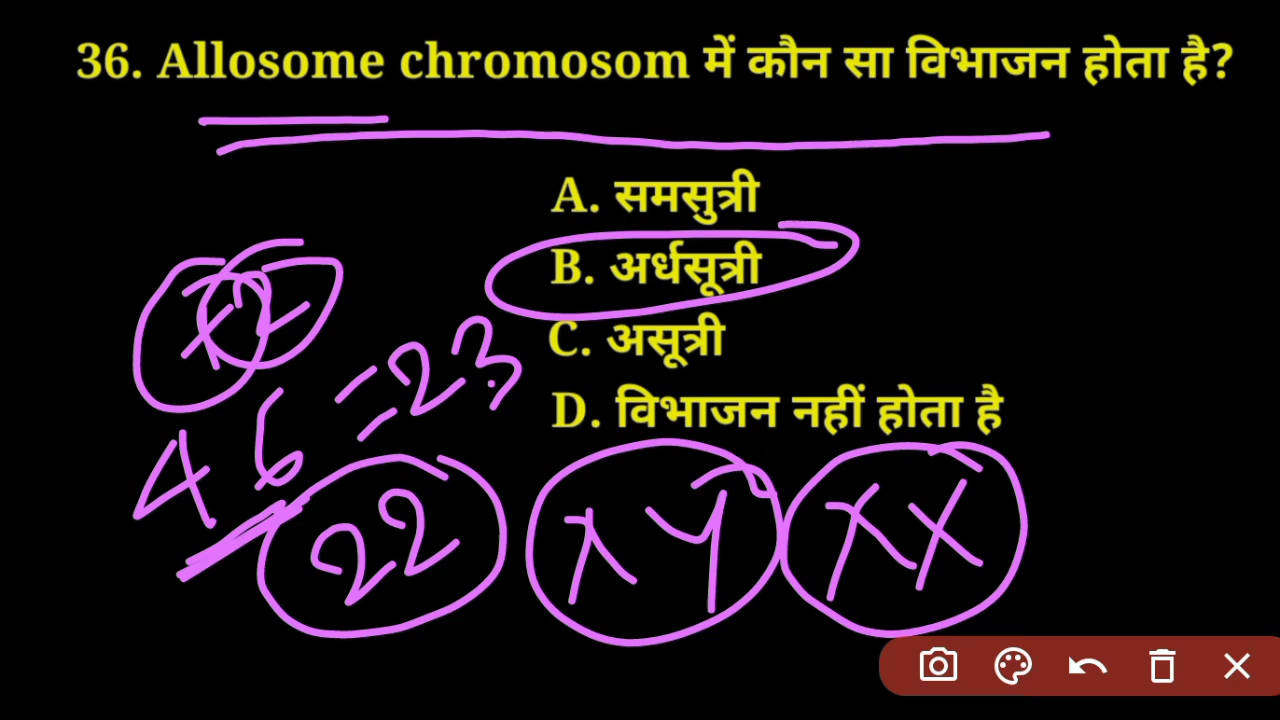 36. Allosome chromosom में कौन सा विभाजन होता है?
A. समसुत्री
B. अर्धसूत्री
C. असूत्री
D. विभाजन नहीं होता है
46 = 23
22 XY XX